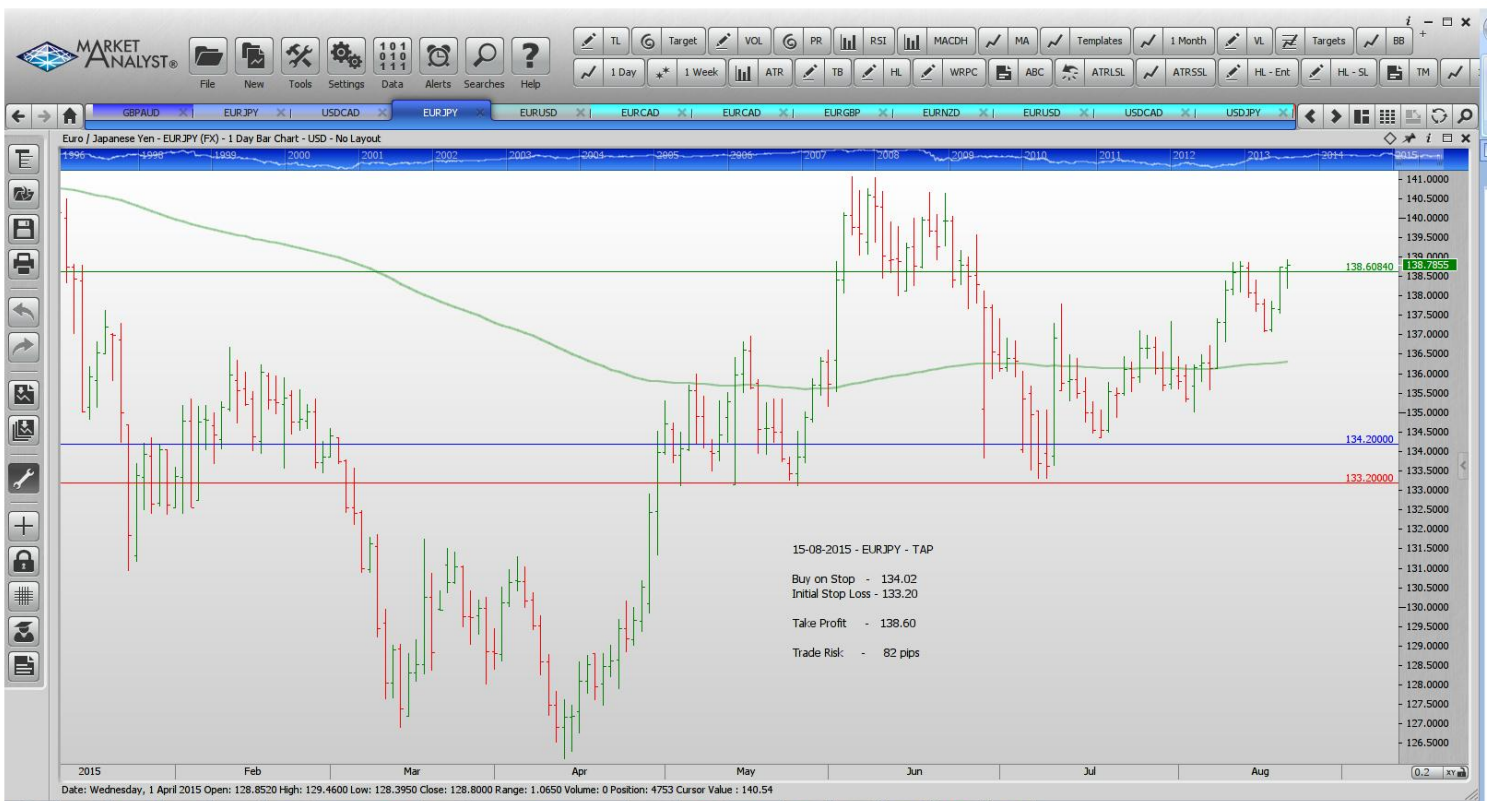 i
MARKET
ANALYST®
File New Tools Settings Data Alerts Searches Help
101
010
111
TL Target VOL PR RSI MACDH MA Templates 1 Month VL Targets BB
1 Day 1 Week ATR TB HL WRPC ABC ATRLSL ATRSSL HL - Ent HL - SL TM
GBPAUD EURJPY USDCAD EURJPY EURUSD EURCAD EURCAD EURGBP EURNZD EURUSD USDCAD USDJPY
Euro / Japanese Yen - EURJPY (FX) - 1 Day Bar Chart - USD - No Layout
1996 1998 1999 2000 2001 2002 2003 2004 2005 2006 2007 2008 2009 2010 2011 2012 2013 2014 2015
141.0000
140.5000
140.0000
139.5000
139.0000
138.60840 138.7855
138.5000
138.0000
137.5000
137.0000
136.5000
136.0000
135.5000
135.0000
134.5000
134.20000
134.0000
133.5000
133.20000
133.0000
132.5000
132.0000
131.5000
131.0000
130.5000
130.0000
129.5000
129.0000
128.5000
128.0000
127.5000
127.0000
126.5000
15-08-2015 - EURJPY - TAP
Buy on Stop - 134.02
Initial Stop Loss - 133.20
Take Profit - 138.60
Trade Risk - 82 pips
2015 Feb Mar Apr May Jun Jul Aug
0.2 XY
Date: Wednesday, 1 April 2015 Open: 128.8520 High: 129.4600 Low: 128.3950 Close: 128.8000 Range: 1.0650 Volume: 0 Position: 4753 Cursor Value : 140.54